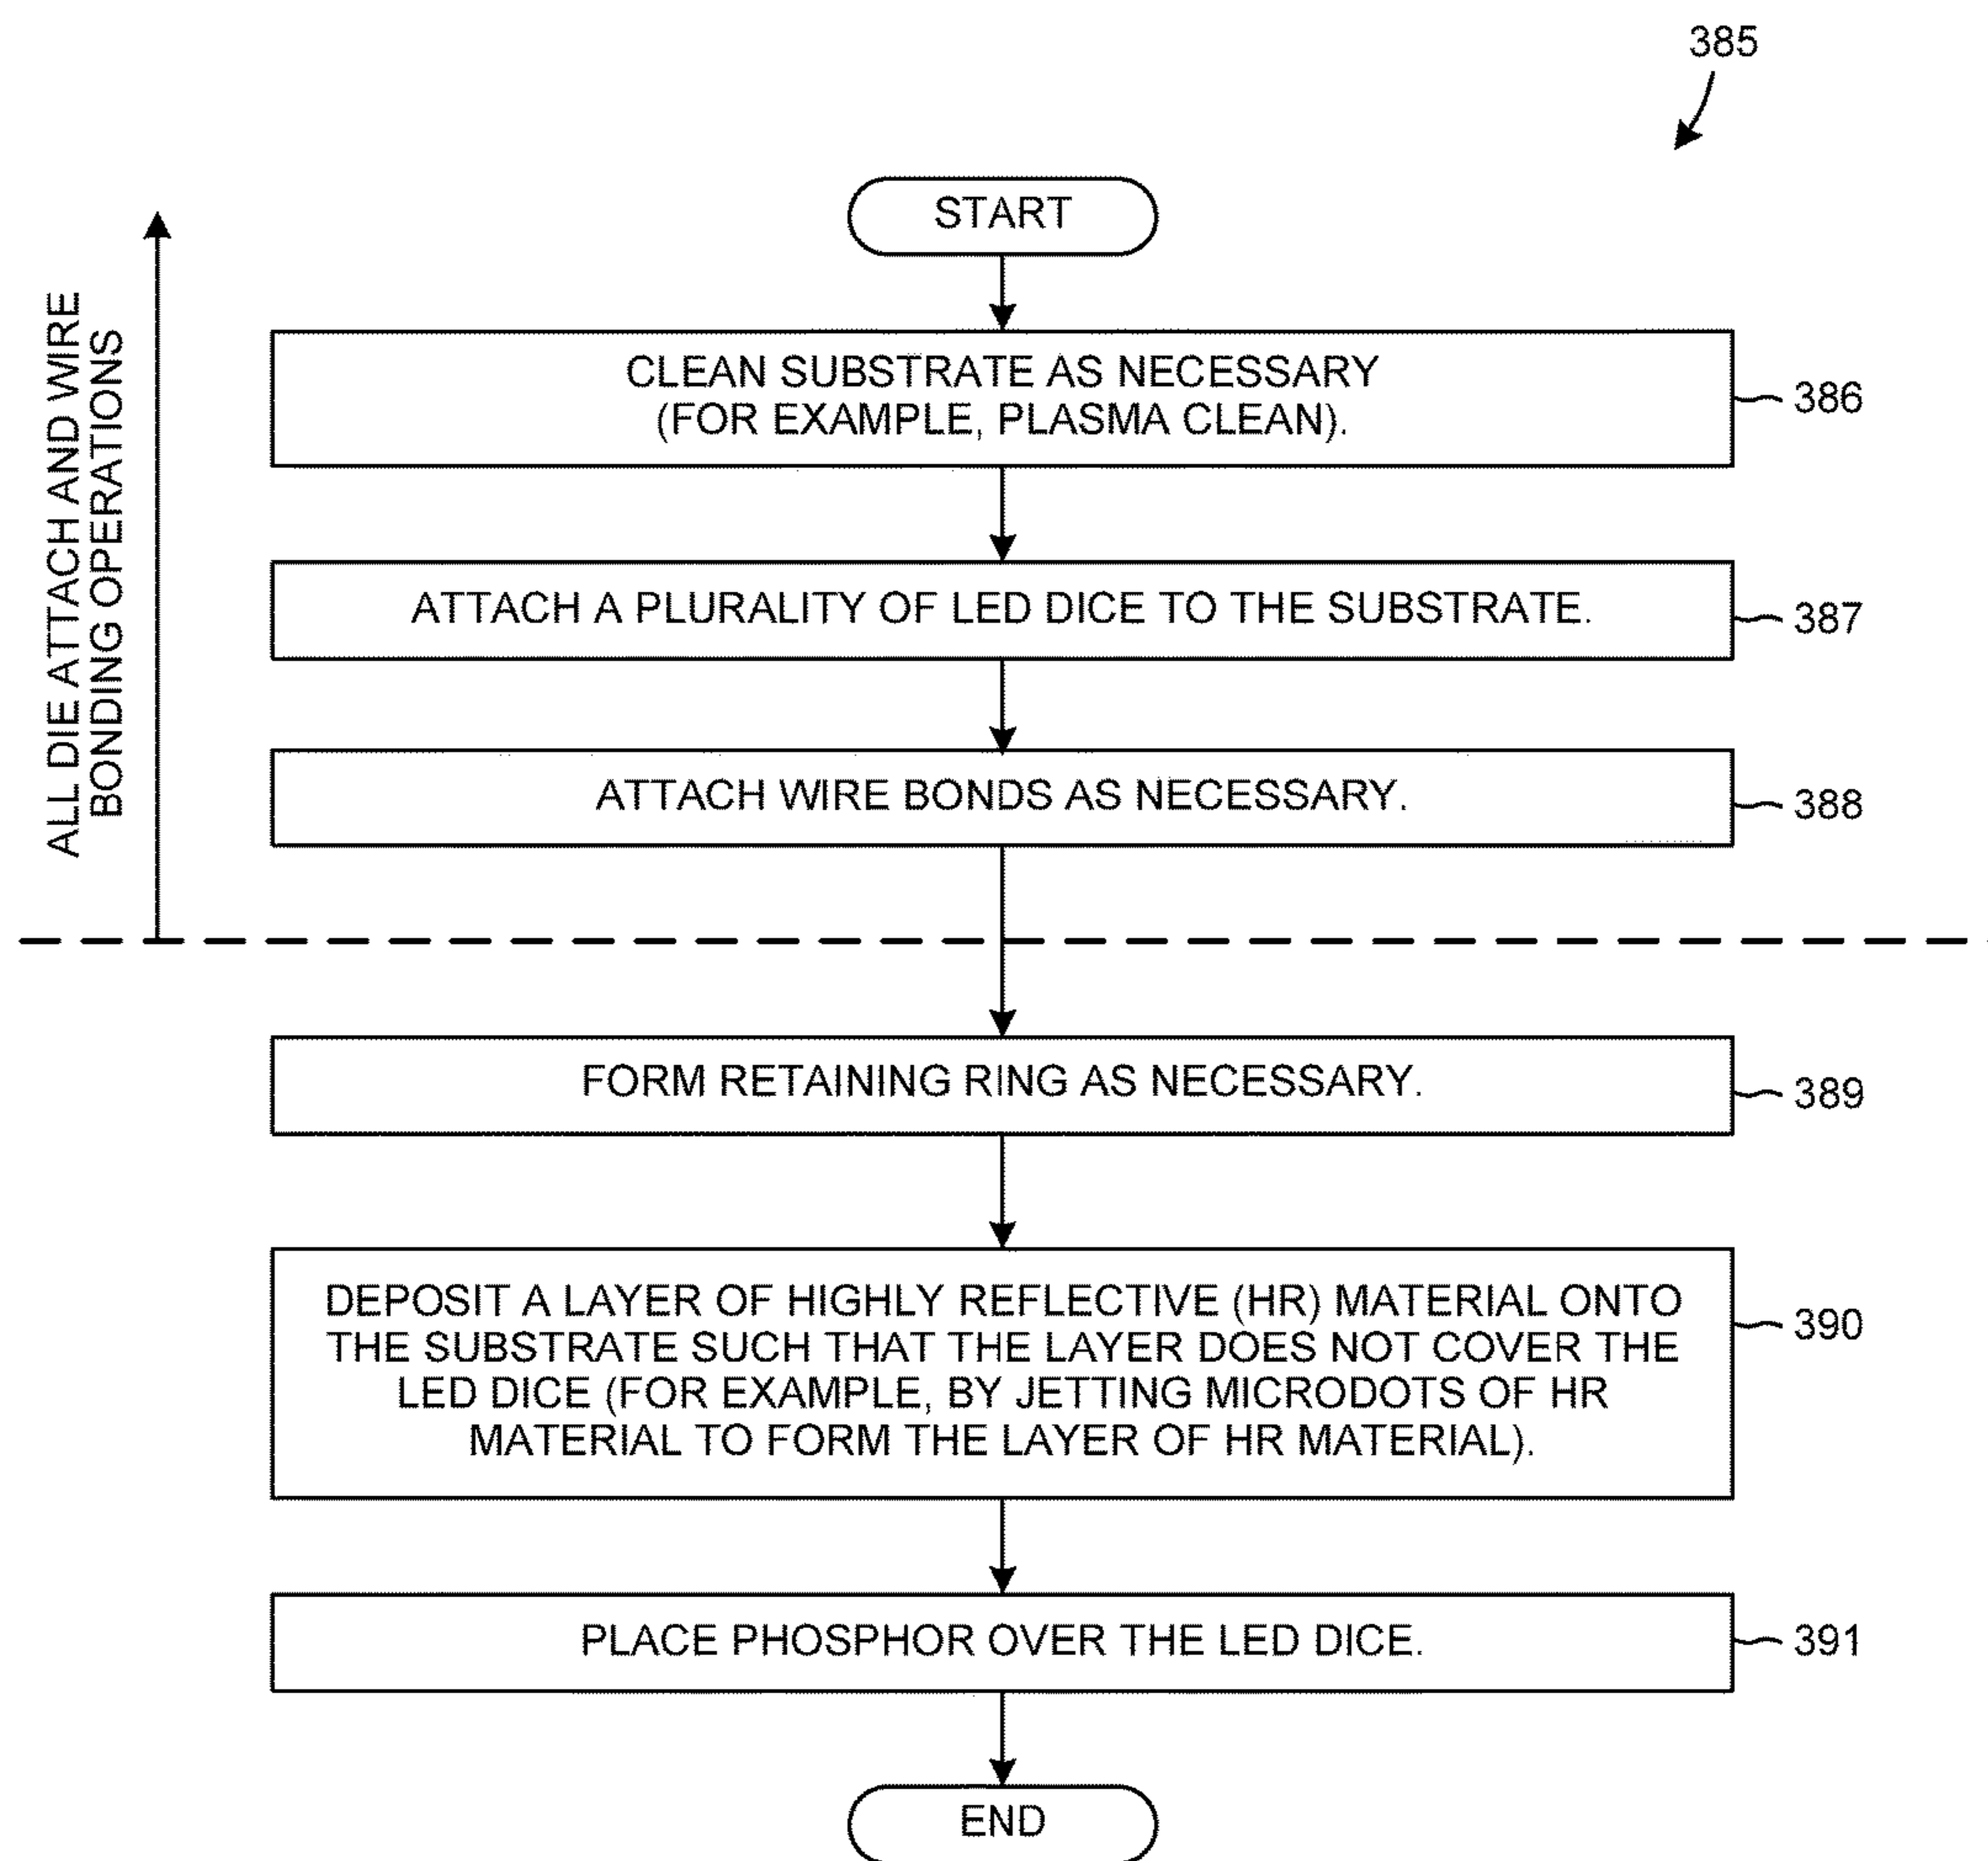 385
START
ALL DIE ATTACH AND WIRE
BONDING OPERATIONS
CLEAN SUBSTRATE AS NECESSARY
(FOR EXAMPLE, PLASMA CLEAN).
386
ATTACH A PLURALITY OF LED DICE TO THE SUBSTRATE.
387
ATTACH WIRE BONDS AS NECESSARY.
388
FORM RETAINING RING AS NECESSARY.
389
DEPOSIT A LAYER OF HIGHLY REFLECTIVE (HR) MATERIAL ONTO
THE SUBSTRATE SUCH THAT THE LAYER DOES NOT COVER THE
LED DICE (FOR EXAMPLE, BY JETTING MICRODOTS OF HR
MATERIAL TO FORM THE LAYER OF HR MATERIAL).
390
PLACE PHOSPHOR OVER THE LED DICE.
391
END